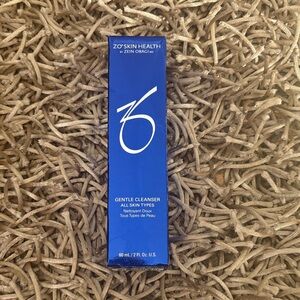 ZO® SKIN HEALTH
BY ZEIN OBAGI MD
ZO
GENTLE CLEANSER
ALL SKIN TYPES
Nettoyant Doux
Tous Types de Peau
60 mL / 2 Fl. Oz. U.S.